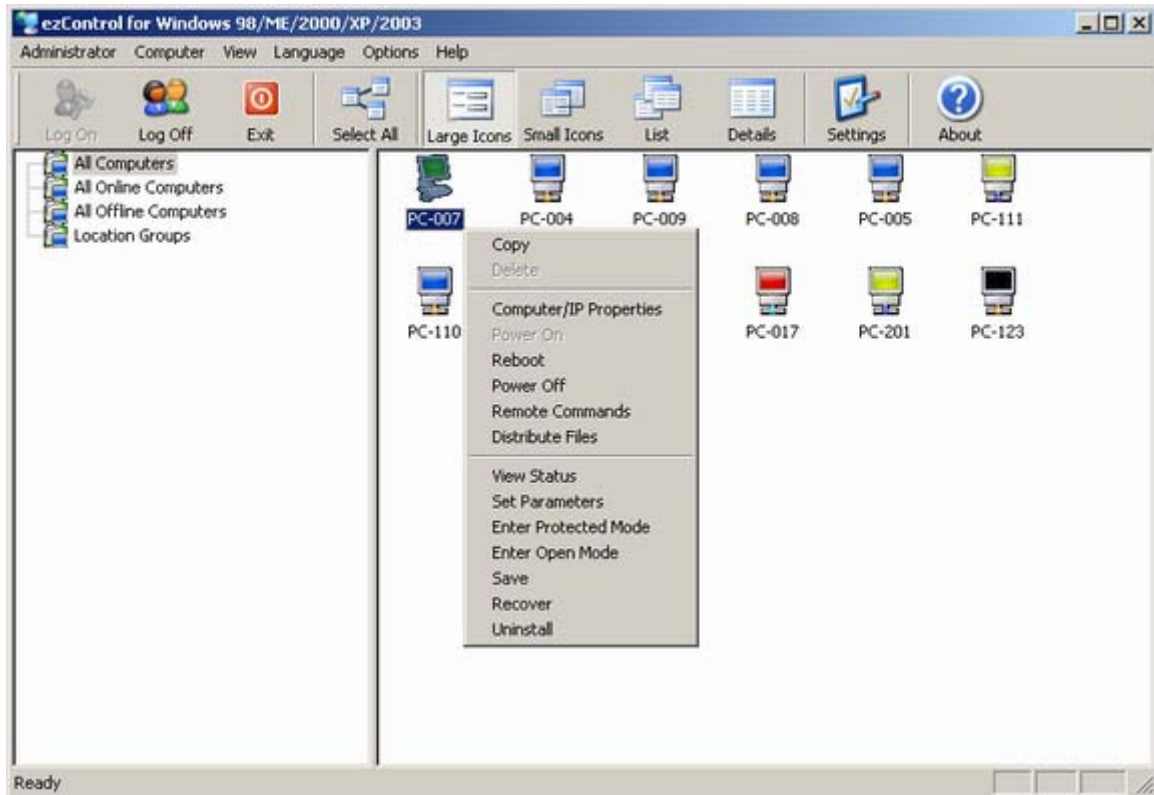 ezControl for Windows 98/ME/2000/XP/2003
Administrator Computer View Language Options Help
Log On Log Off Exit Select All Large Icons Small Icons List Details Settings About
All Computers
All Online Computers
All Offline Computers
Location Groups
PC-007 PC-004 PC-009 PC-008 PC-005 PC-111
PC-110 PC-017 PC-201 PC-123
Copy
Delete
Computer/IP Properties
Power On
Reboot
Power Off
Remote Commands
Distribute Files
View Status
Set Parameters
Enter Protected Mode
Enter Open Mode
Save
Recover
Uninstall
Ready